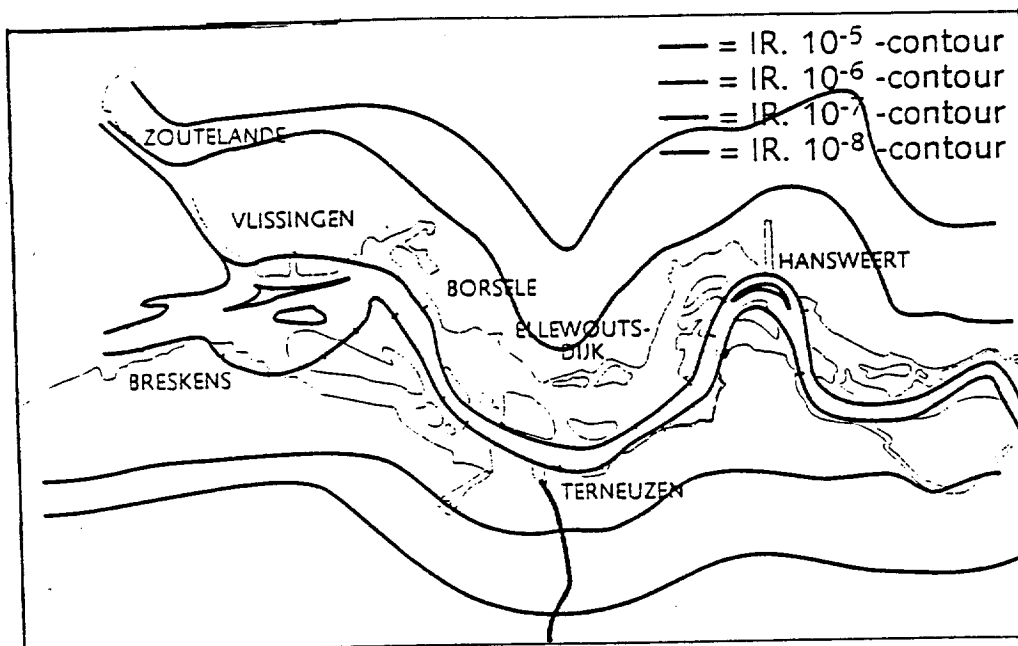 — = IR. 10⁻⁵ -contour
— = IR. 10⁻⁶ -contour
— = IR. 10⁻⁷ -contour
— = IR. 10⁻⁸ -contour
ZOUTELANDE
VLISSINGEN
HANSWEERT
BORSELE
ELLEWOUTS-
DIJK
BRESKENS
TERNEUZEN